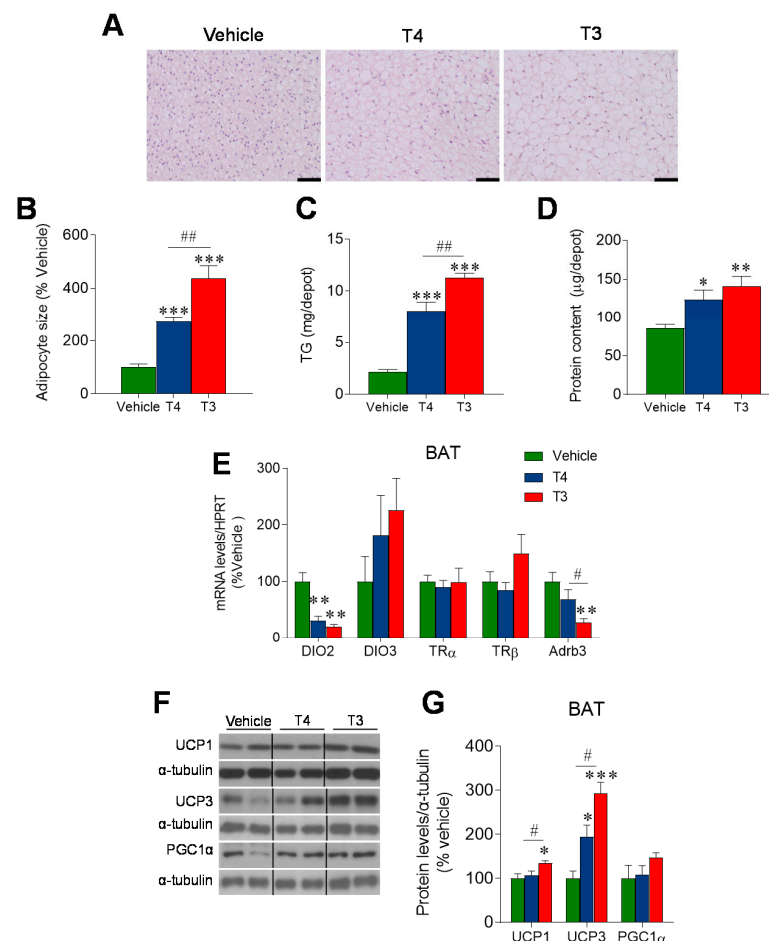 A
Vehicle T4 T3
B
Adipocyte size (% Vehicle)
600
400
200
0
##
***
***
Vehicle T4 T3
C
TG (mg/depot)
15
10
5
0
##
***
***
Vehicle T4 T3
D
Protein content (µg/depot)
200
150
100
50
0
*
**
Vehicle T4 T3
E
BAT
mRNA levels/HPRT
(%Vehicle )
300
200
100
0
Vehicle
T4
T3
**
**
#
**
DIO2 DIO3 TRα TRβ Adrb3
F
Vehicle T4 T3
UCP1
α-tubulin
UCP3
α-tubulin
PGC1α
α-tubulin
G
BAT
Protein levels/α-tubulin
(% vehicle)
400
300
200
100
0
#
*
#
*
***
UCP1 UCP3 PGC1α